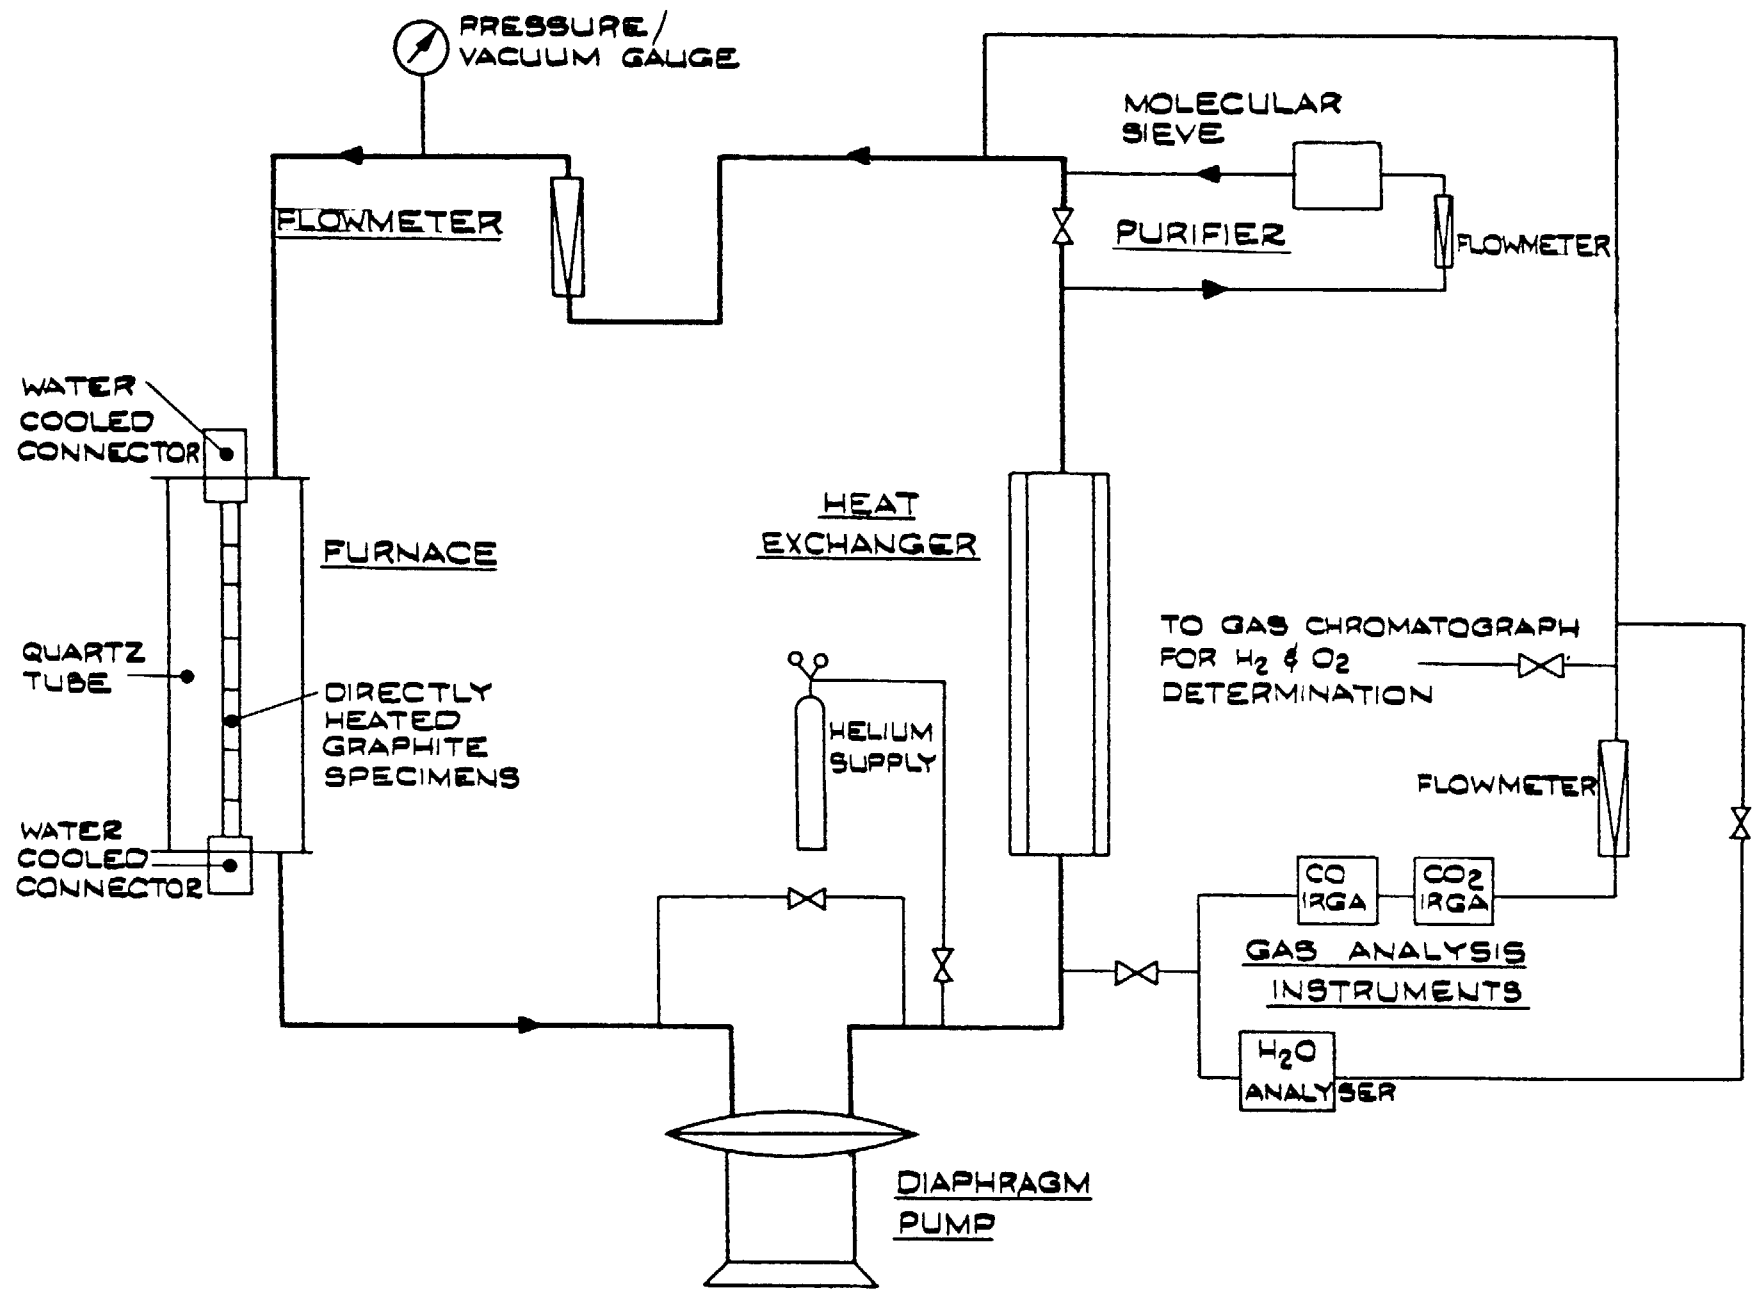 PRESSURE/
VACUUM GAUGE
MOLECULAR
SIEVE
FLOWMETER
PURIFIER
FLOWMETER
WATER
COOLED
CONNECTOR
HEAT
EXCHANGER
FURNACE
TO GAS CHROMATOGRAPH
FOR H2 & O2
DETERMINATION
QUARTZ
TUBE
DIRECTLY
HEATED
GRAPHITE
SPECIMENS
HELIUM
SUPPLY
FLOWMETER
WATER
COOLED
CONNECTOR
CO
IRGA
CO2
IRGA
GAS ANALYSIS
INSTRUMENTS
H2O
ANALYSER
DIAPHRAGM
PUMP